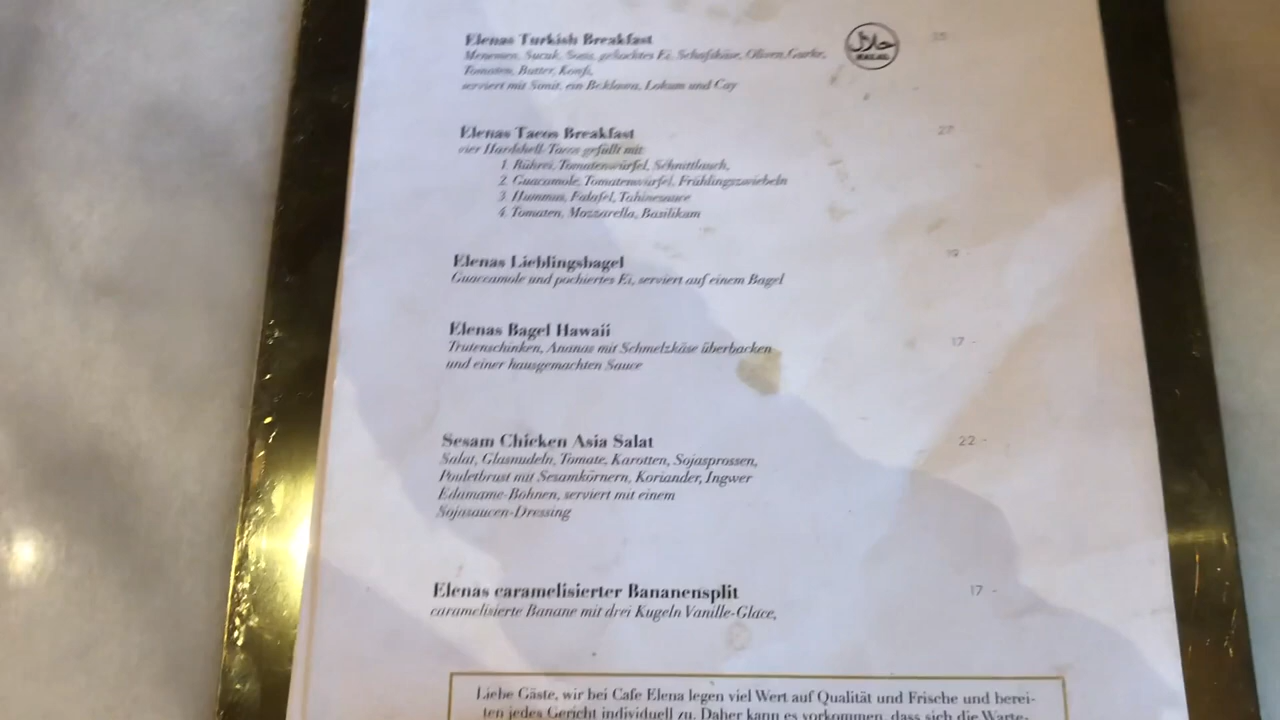 Elenas Turkish Breakfast
Menemen, Sucuk, gekochtes Ei, Schafskäse, Oliven, Gurke,
Tomaten, Butter, Konfi,
serviert mit Simit, ein Beklawa, Lokum und Cay
حلال
HALAL
Elenas Tacos Breakfast
27
vier Hardshell-Tacos gefüllt mit
1. Rührei, Tomatenwürfel, Schnittlauch,
2. Guacamole, Tomatenwürfel, Frühlingszwiebeln
3. Hummus, Falafel, Tahinesauce
4. Tomaten, Mozzarella, Basilikum
Elenas Lieblingsbagel
19 -
Guaccamole und pochiertes Ei, serviert auf einem Bagel
Elenas Bagel Hawaii
17 -
Trutenschinken, Ananas mit Schmelzkäse überbacken
und einer hausgemachten Sauce
Sesam Chicken Asia Salat
22 -
Salat, Glasnudeln, Tomate, Karotten, Sojasprossen,
Pouletbrust mit Sesamkörnern, Koriander, Ingwer
Edamame-Bohnen, serviert mit einem
Sojasaucen-Dressing
Elenas caramelisierter Bananensplit
17 -
caramelisierte Banane mit drei Kugeln Vanille-Glace,
Liebe Gäste, wir bei Cafe Elena legen viel Wert auf Qualität und Frische und berei-
ten jedes Gericht individuell zu. Daher kann es vorkommen, dass sich die Warte-